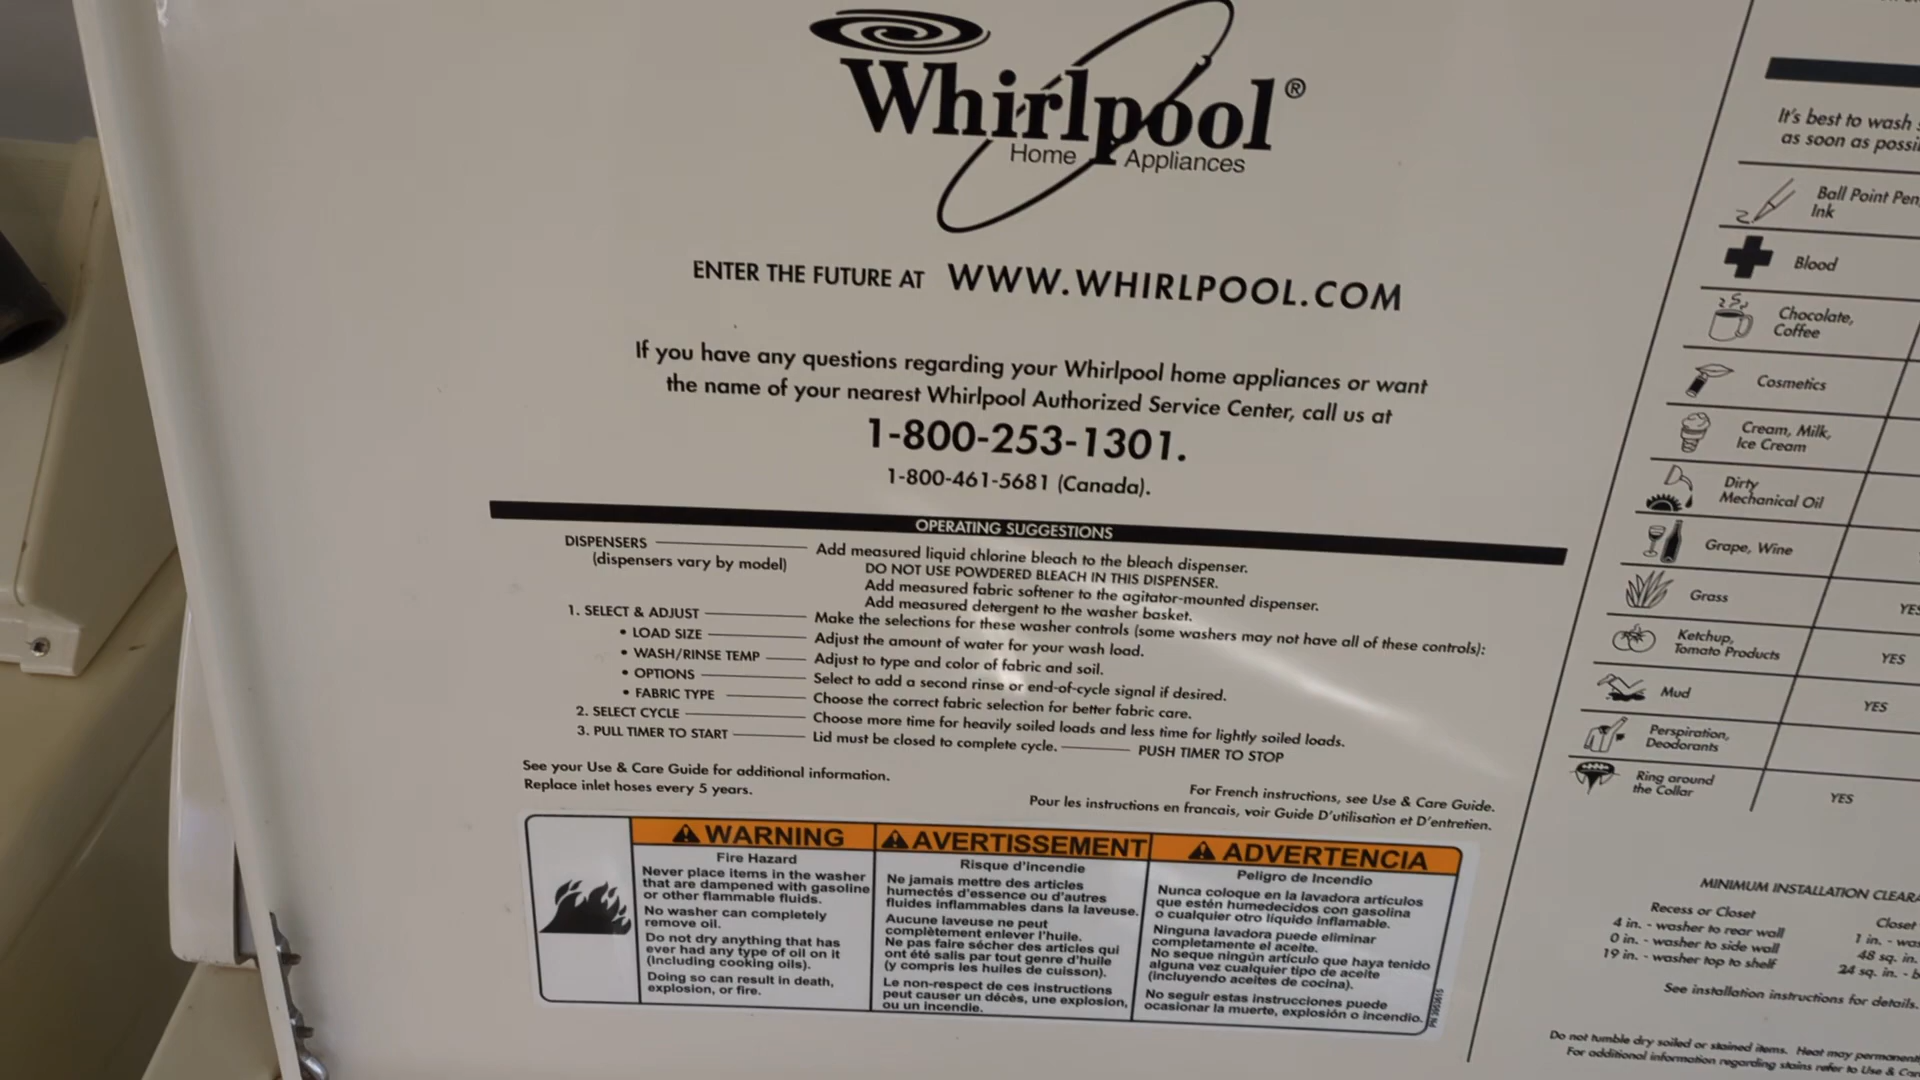 Whirlpool®
Home Appliances
ENTER THE FUTURE AT WWW.WHIRLPOOL.COM
If you have any questions regarding your Whirlpool home appliances or want
the name of your nearest Whirlpool Authorized Service Center, call us at
1-800-253-1301.
1-800-461-5681 (Canada).
OPERATING SUGGESTIONS
DISPENSERS Add measured liquid chlorine bleach to the bleach dispenser.
(dispensers vary by model) DO NOT USE POWDERED BLEACH IN THIS DISPENSER.
Add measured fabric softener to the agitator-mounted dispenser.
Add measured detergent to the washer basket.
1. SELECT & ADJUST Make the selections for these washer controls (some washers may not have all of these controls):
• LOAD SIZE Adjust the amount of water for your wash load.
• WASH/RINSE TEMP Adjust to type and color of fabric and soil.
• OPTIONS Select to add a second rinse or end-of-cycle signal if desired.
• FABRIC TYPE Choose the correct fabric selection for better fabric care.
2. SELECT CYCLE Choose more time for heavily soiled loads and less time for lightly soiled loads.
3. PULL TIMER TO START Lid must be closed to complete cycle. PUSH TIMER TO STOP
See your Use & Care Guide for additional information.
Replace inlet hoses every 5 years.
For French instructions, see Use & Care Guide.
Pour les instructions en francais, voir Guide D'utilisation et D'entretien.
WARNING
Fire Hazard
Never place items in the washer
that are dampened with gasoline
or other flammable fluids.
No washer can completely
remove oil.
Do not dry anything that has
ever had any type of oil on it
(including cooking oils).
Doing so can result in death,
explosion, or fire.
AVERTISSEMENT
Risque d'incendie
Ne jamais mettre des articles
humectés d'essence ou d'autres
fluides inflammables dans la laveuse.
Aucune laveuse ne peut
complètement enlever l'huile.
Ne pas faire sécher des articles qui
ont été salis par tout genre d'huile
(y compris les huiles de cuisson).
Le non-respect de ces instructions
peut causer un décès, une explosion,
ou un incendie.
ADVERTENCIA
Peligro de Incendio
Nunca coloque en la lavadora artículos
que estén humedecidos con gasolina
o cualquier otro líquido inflamable.
Ninguna lavadora puede eliminar
completamente el aceite.
No seque ningún artículo que haya tenido
alguna vez cualquier tipo de aceite
(incluyendo aceites de cocina).
No seguir estas instrucciones puede
ocasionar la muerte, explosión o incendio.
It's best to wash
as soon as
Ball Point Pen,
Ink
Blood
Chocolate,
Coffee
Cosmetics
Cream, Milk,
Ice Cream
Dirty
Mechanical Oil
Grape, Wine
Grass YES
Ketchup,
Tomato Products YES
Mud YES
Perspiration,
Deodorants
Ring around
the Collar YES
MINIMUM INSTALLATION
Recess or Closet Closet
4 in. - washer to rear wall 1 in. -
0 in. - washer to side wall 48 sq. in.
19 in. - washer top to shelf 24 sq. in. -
See installation instructions for details.
Do not tumble dry soiled or stained items. Heat may
For additional information regarding stains refer to Use &